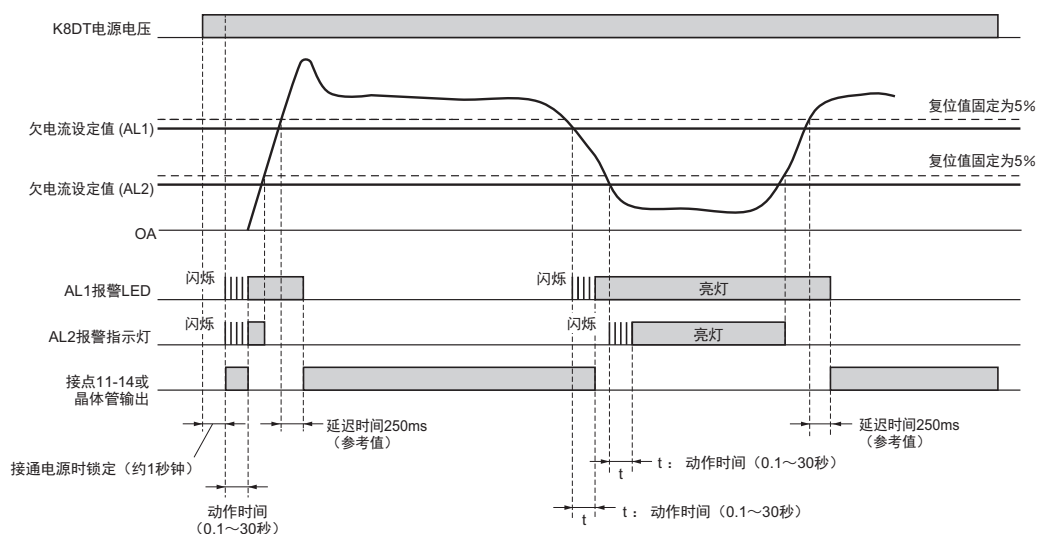 K8DT电源电压
复位值固定为5%
欠电流设定值 (AL1)
复位值固定为5%
欠电流设定值 (AL2)
OA
闪烁
闪烁
AL1报警LED
亮灯
闪烁
闪烁
AL2报警指示灯
亮灯
接点11-14或
晶体管输出
延迟时间250ms
（参考值）
延迟时间250ms
（参考值）
接通电源时锁定（约1秒钟）
t
t： 动作时间（0.1～30秒）
动作时间
（0.1～30秒）
t
t： 动作时间（0.1～30秒）